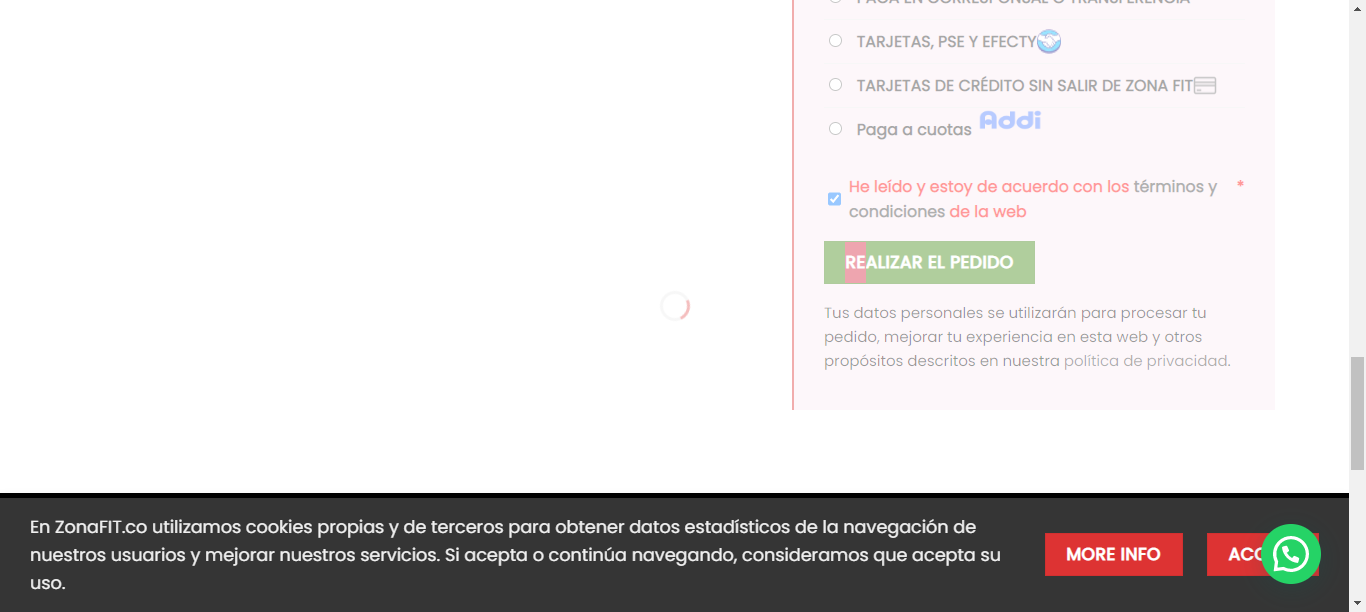 PAGA EN CORRESPONSAL O TRANSFERENCIA
TARJETAS, PSE Y EFECTY
TARJETAS DE CRÉDITO SIN SALIR DE ZONA FIT
Paga a cuotas Addi
He leído y estoy de acuerdo con los términos y *
condiciones de la web
REALIZAR EL PEDIDO
Tus datos personales se utilizarán para procesar tu
pedido, mejorar tu experiencia en esta web y otros
propósitos descritos en nuestra política de privacidad.
En ZonaFIT.co utilizamos cookies propias y de terceros para obtener datos estadísticos de la navegación de
nuestros usuarios y mejorar nuestros servicios. Si acepta o continúa navegando, consideramos que acepta su
uso.
MORE INFO